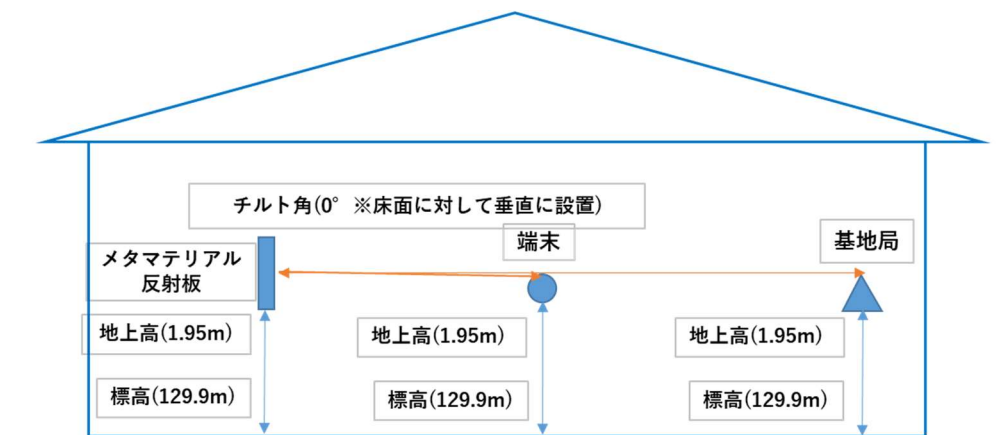 チルト角(0°※床面に対して垂直に設置)
端末
基地局
メタマテリアル
反射板
地上高(1.95m)
地上高(1.95m)
地上高(1.95m)
標高(129.9m)
標高(129.9m)
標高(129.9m)